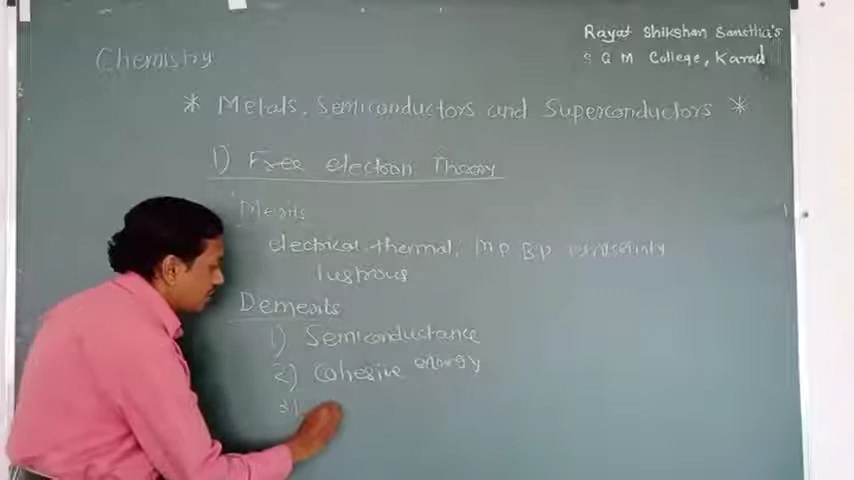 Rayat Shikshan Sanstha's
S G M College, Karad
Chemistry
* Metals, Semiconductors and Superconductors *
1) Free electron Theory
Merits
electrical, thermal, M.P B.P
lustrous
Demerits
1) Semiconductance
2) Cohesive energy
3)